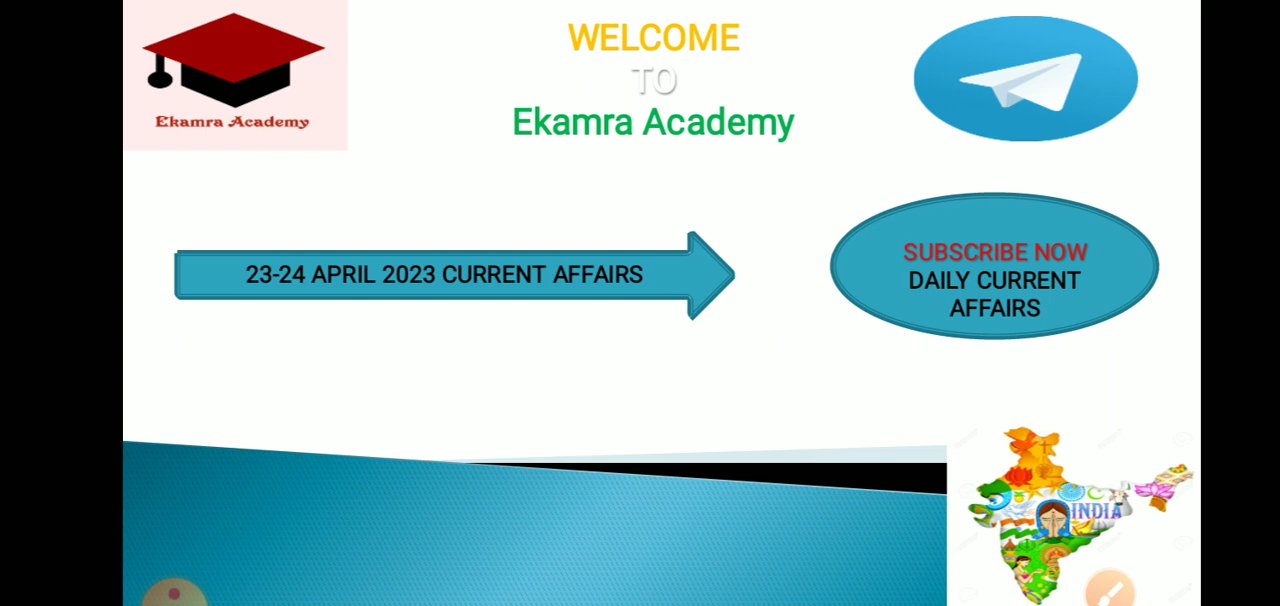 WELCOME
TO
Ekamra Academy
Ekamra Academy
23-24 APRIL 2023 CURRENT AFFAIRS
SUBSCRIBE NOW
DAILY CURRENT
AFFAIRS
INDIA